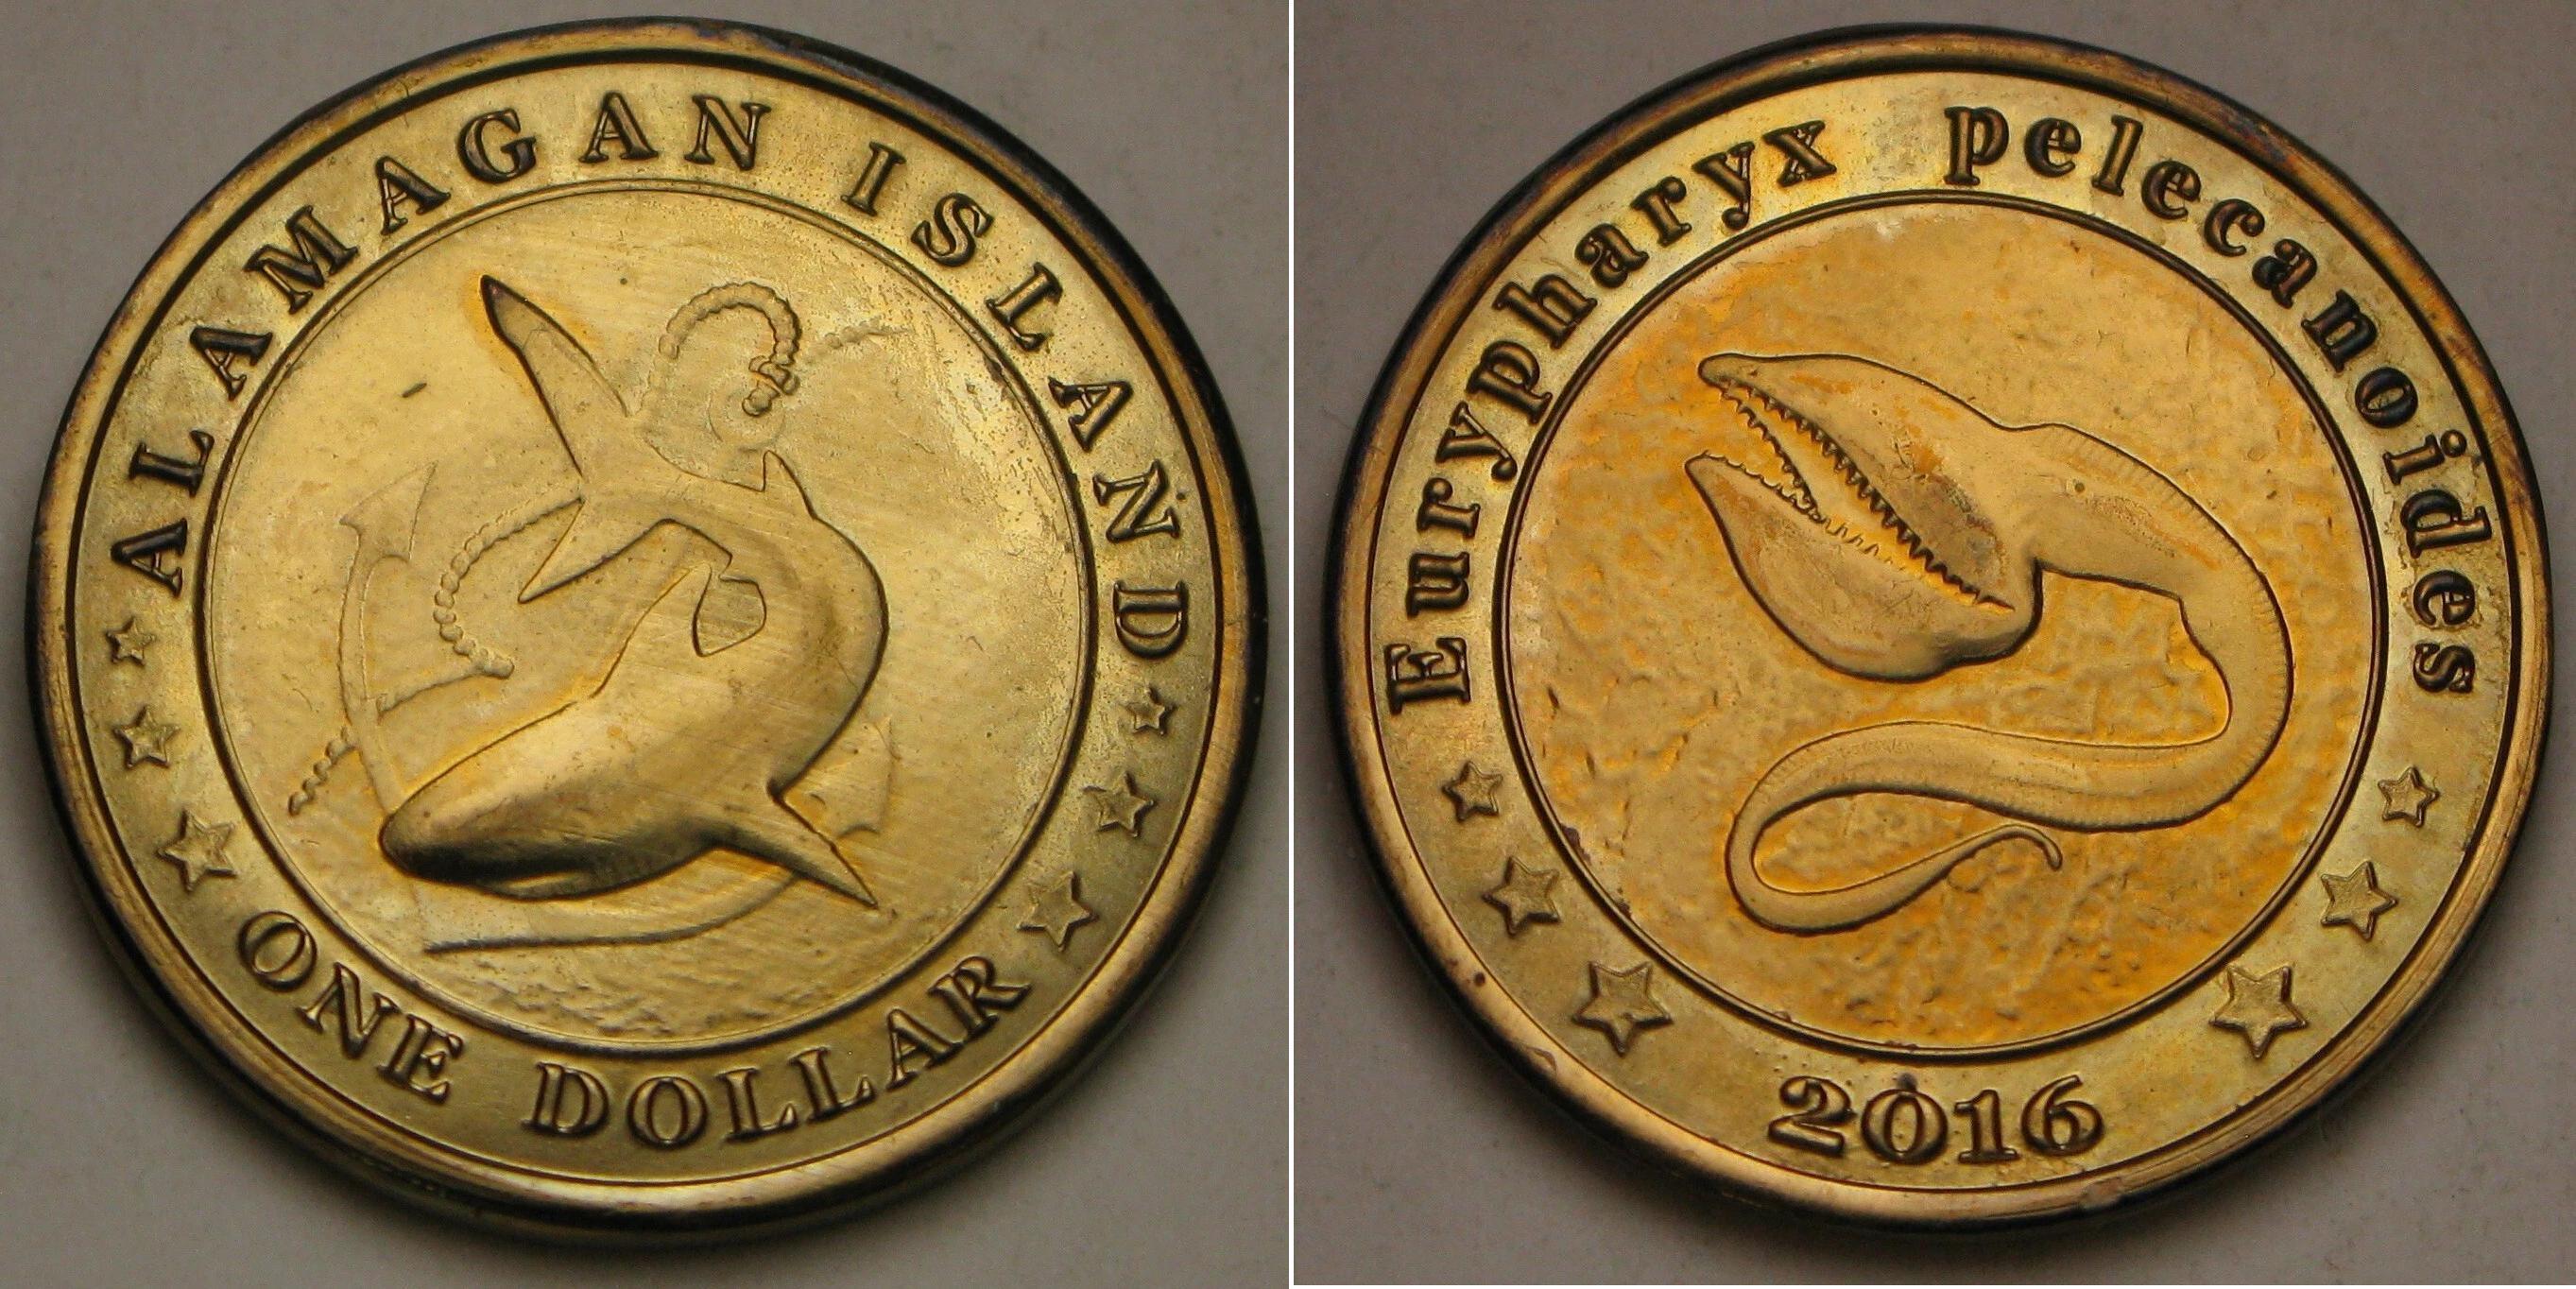 ALAMAGAN ISLAND
ONE DOLLAR
Eurypharyx pelecanoides
2016